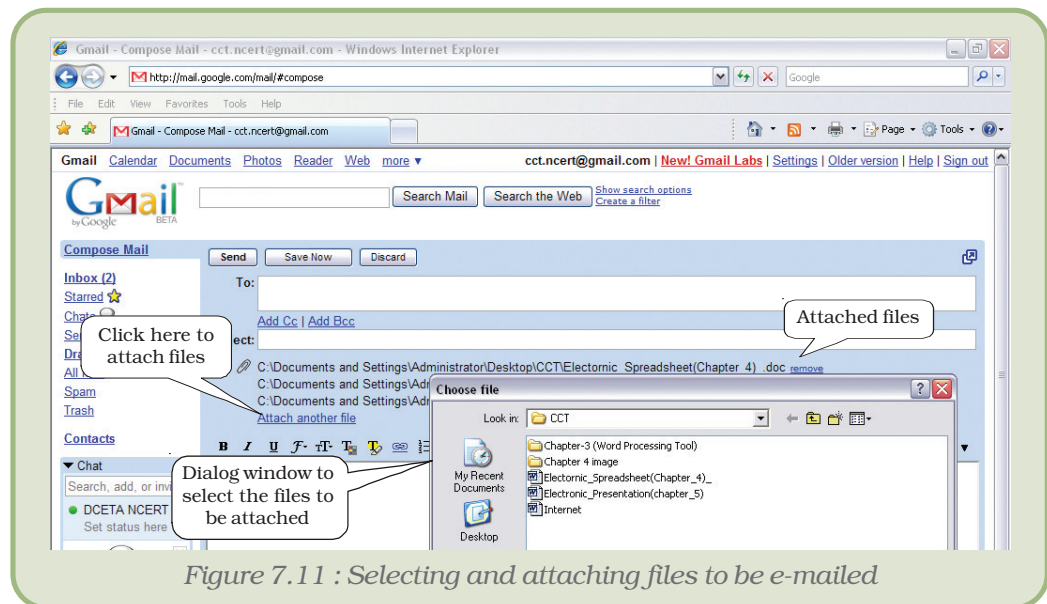 Gmail - Compose Mail - cct.ncert@gmail.com - Windows Internet Explorer
http://mail.google.com/mail/#compose
Google
File Edit View Favorites Tools Help
Gmail - Compose Mail - cct.ncert@gmail.com
Page Tools
Gmail Calendar Documents Photos Reader Web more
cct.ncert@gmail.com | New! Gmail Labs | Settings | Older version | Help | Sign out
GMail
by Google BETA
Search Mail Search the Web
Show search options
Create a filter
Compose Mail
Send Save Now Discard
To:
Inbox (2)
Starred
Chats
Add Cc | Add Bcc
Attached files
Click here to
attach files
C:\Documents and Settings\Administrator\Desktop\CCT\Electornic Spreadsheet(Chapter 4) .doc remove
C:\Documents and Settings\Adr
C:\Documents and Settings\Adr
Spam
Trash
Attach another file
Choose file
Look in: CCT
Contacts
B I U
Chapter-3 (Word Processing Tool)
Chapter 4 image
Electornic_Spreadsheet(Chapter_4)_
Electronic_Presentation(chapter_5)
Internet
My Recent
Documents
Desktop
Chat
Search, add, or invi
DCETA NCERT
Set status here
Dialog window to
select the files to
be attached
Figure 7.11 : Selecting and attaching files to be e-mailed